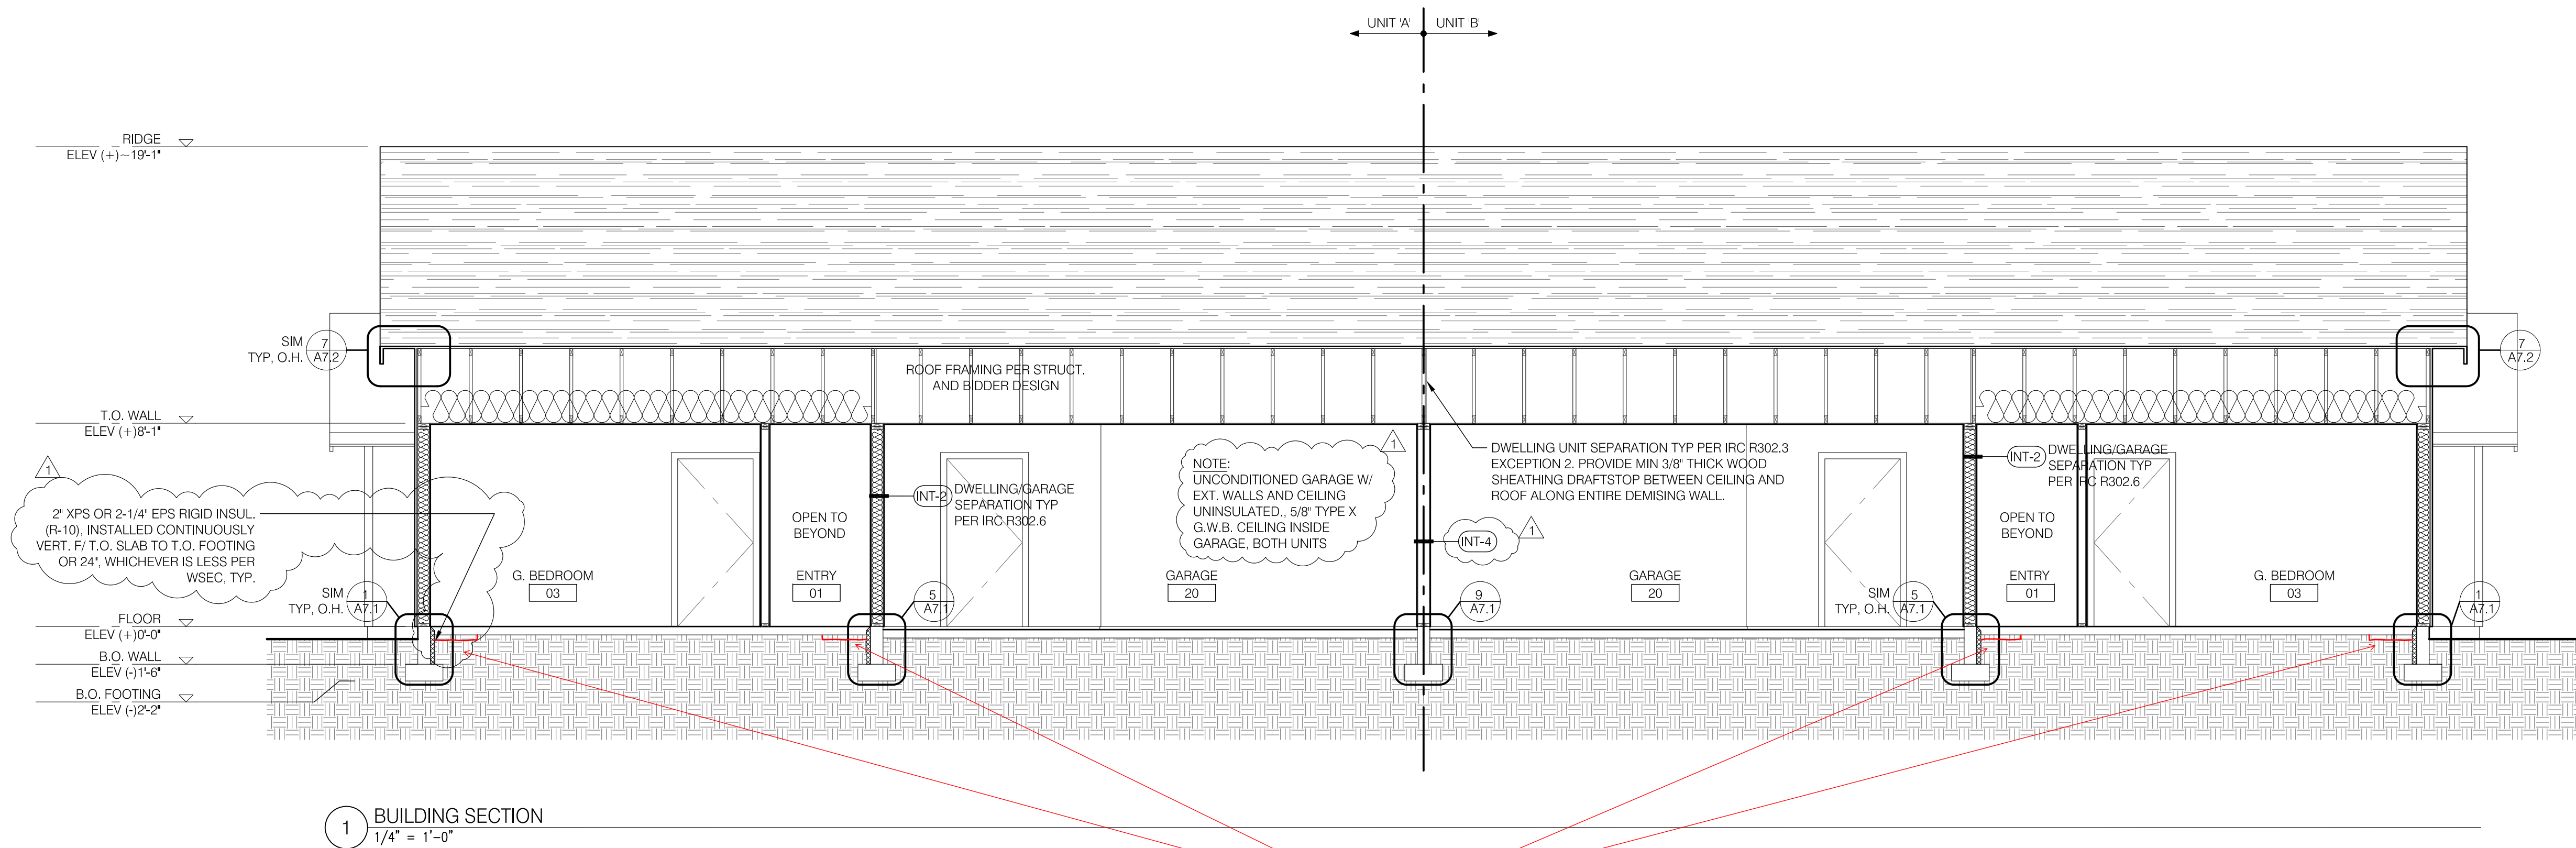 UNIT 'A' UNIT 'B'
RIDGE
ELEV (+)~19'-1"
SIM
TYP, O.H.
7
A7.2
7
A7.2
ROOF FRAMING PER STRUCT.
AND BIDDER DESIGN
T.O. WALL
ELEV (+)8'-1"
1
2" XPS OR 2-1/4" EPS RIGID INSUL.
(R-10), INSTALLED CONTINUOUSLY
VERT. F/ T.O. SLAB TO T.O. FOOTING
OR 24", WHICHEVER IS LESS PER
WSEC, TYP.
INT-2
DWELLING/GARAGE
SEPARATION TYP
PER IRC R302.6
1
NOTE:
UNCONDITIONED GARAGE W/
EXT. WALLS AND CEILING
UNINSULATED., 5/8" TYPE X
G.W.B. CEILING INSIDE
GARAGE, BOTH UNITS
DWELLING UNIT SEPARATION TYP PER IRC R302.3
EXCEPTION 2. PROVIDE MIN 3/8" THICK WOOD
SHEATHING DRAFTSTOP BETWEEN CEILING AND
ROOF ALONG ENTIRE DEMISING WALL.
INT-4
1
INT-2
DWELLING/GARAGE
SEPARATION TYP
PER IRC R302.6
OPEN TO
BEYOND
OPEN TO
BEYOND
G. BEDROOM
03
ENTRY
01
GARAGE
20
GARAGE
20
ENTRY
01
G. BEDROOM
03
SIM
TYP, O.H.
1
A7.1
5
A7.1
9
A7.1
SIM
TYP, O.H.
5
A7.1
1
A7.1
FLOOR
ELEV (+)0'-0"
B.O. WALL
ELEV (-)1'-6"
B.O. FOOTING
ELEV (-)2'-2"
1
BUILDING SECTION
1/4" = 1'-0"